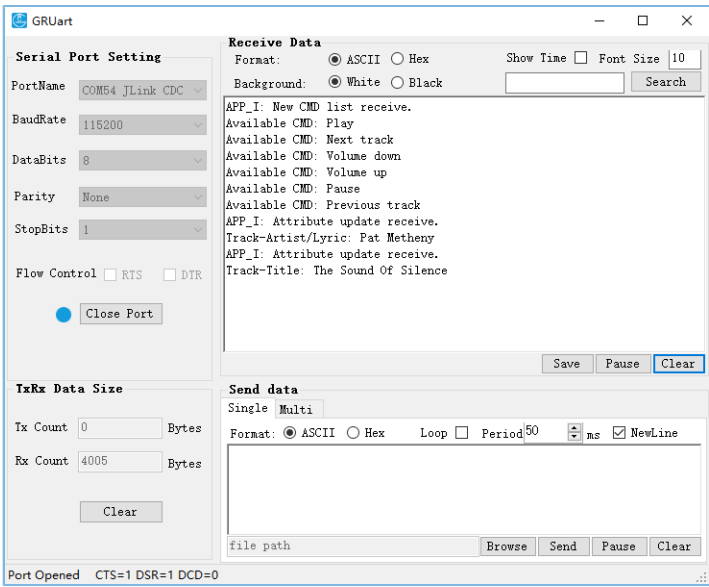 GRUart
Serial Port Setting
PortName COM54 JLink CDC
BaudRate 115200
DataBits 8
Parity None
StopBits 1
Flow Control RTS DTR
Close Port
TxRx Data Size
Tx Count 0 Bytes
Rx Count 4005 Bytes
Clear
Receive Data
Format: ASCII Hex Show Time Font Size 10
Background: White Black Search
APP_I: New CMD list receive.
Available CMD: Play
Available CMD: Next track
Available CMD: Volume down
Available CMD: Volume up
Available CMD: Pause
Available CMD: Previous track
APP_I: Attribute update receive.
Track-Artist/Lyric: Pat Metheny
APP_I: Attribute update receive.
Track-Title: The Sound Of Silence
Save Pause Clear
Send data
Single Multi
Format: ASCII Hex Loop Period 50 ms NewLine
file path Browse Send Pause Clear
Port Opened CTS=1 DSR=1 DCD=0